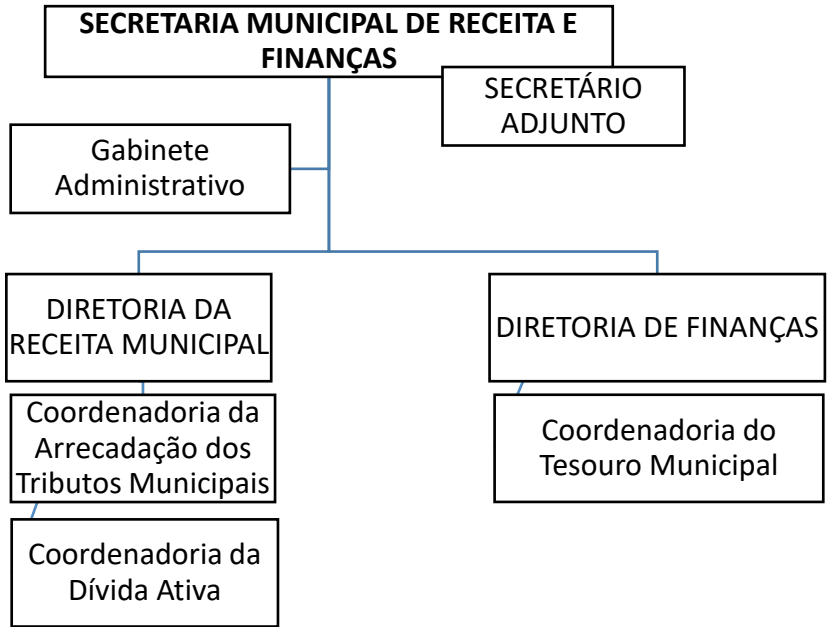 SECRETARIA MUNICIPAL DE RECEITA E
FINANÇAS
SECRETÁRIO
ADJUNTO
Gabinete
Administrativo
DIRETORIA DA
RECEITA MUNICIPAL
DIRETORIA DE FINANÇAS
Coordenadoria da
Arrecadação dos
Tributos Municipais
Coordenadoria do
Tesouro Municipal
Coordenadoria da
Dívida Ativa